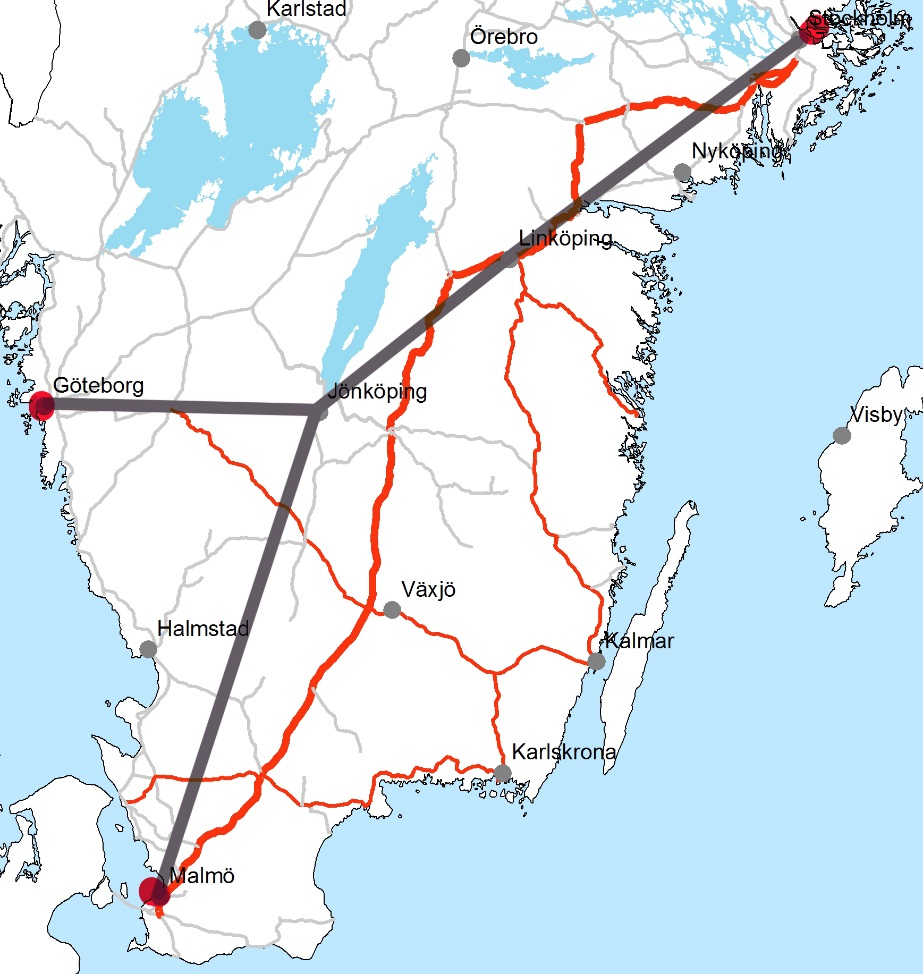 Karlstad
Stockholm
Örebro
Nyköping
Linköping
Göteborg
Jönköping
Visby
Växjö
Halmstad
Kalmar
Karlskrona
Malmö